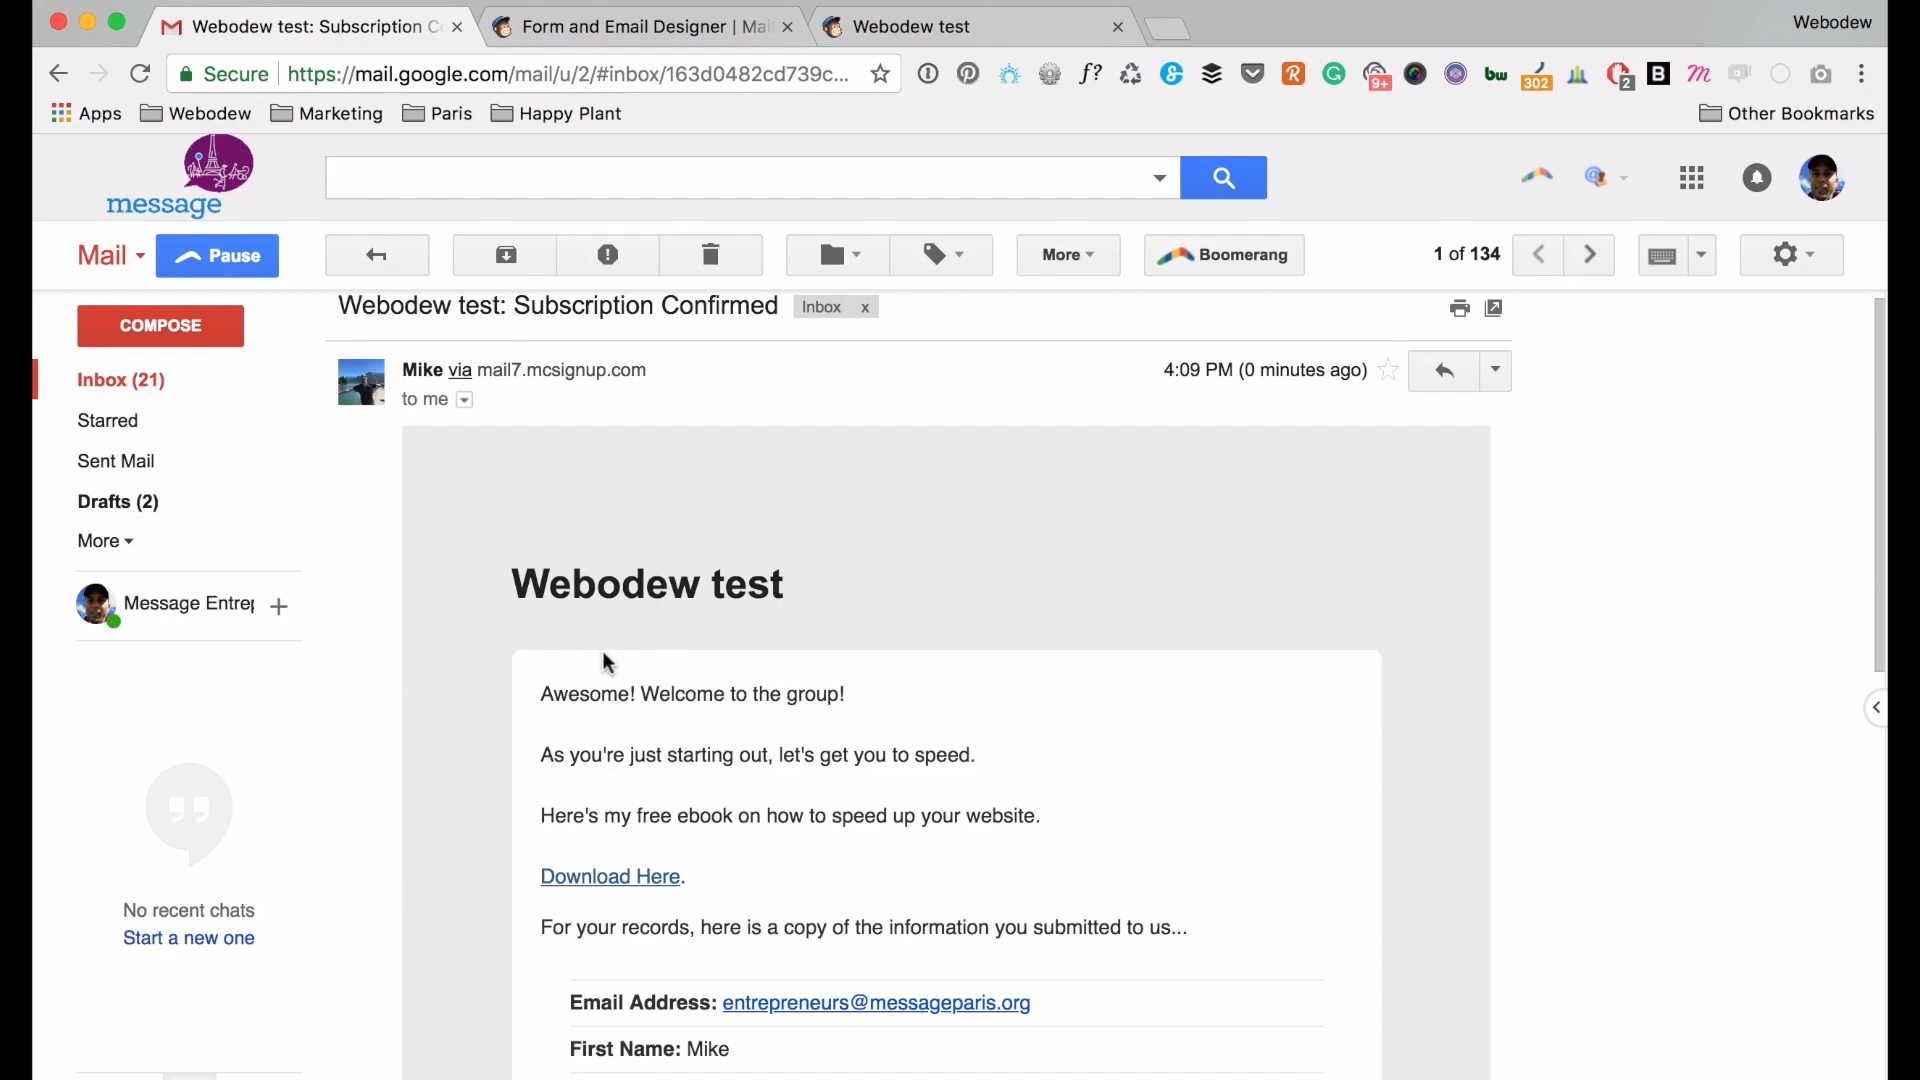 Webodew test: Subscription C
Form and Email Designer | Mai
Webodew test
Webodew
Secure
https://mail.google.com/mail/u/2/#inbox/163d0482cd739c...
f?
9+
bw
302
2
B
Apps
Webodew
Marketing
Paris
Happy Plant
Other Bookmarks
message
Mail
Pause
More
Boomerang
1 of 134
COMPOSE
Webodew test: Subscription Confirmed
Inbox x
Inbox (21)
Starred
Sent Mail
Drafts (2)
More
Message Entrep
No recent chats
Start a new one
Mike via mail7.mcsignup.com
4:09 PM (0 minutes ago)
to me
Webodew test
Awesome! Welcome to the group!
As you're just starting out, let's get you to speed.
Here's my free ebook on how to speed up your website.
Download Here.
For your records, here is a copy of the information you submitted to us...
Email Address: entrepreneurs@messageparis.org
First Name: Mike